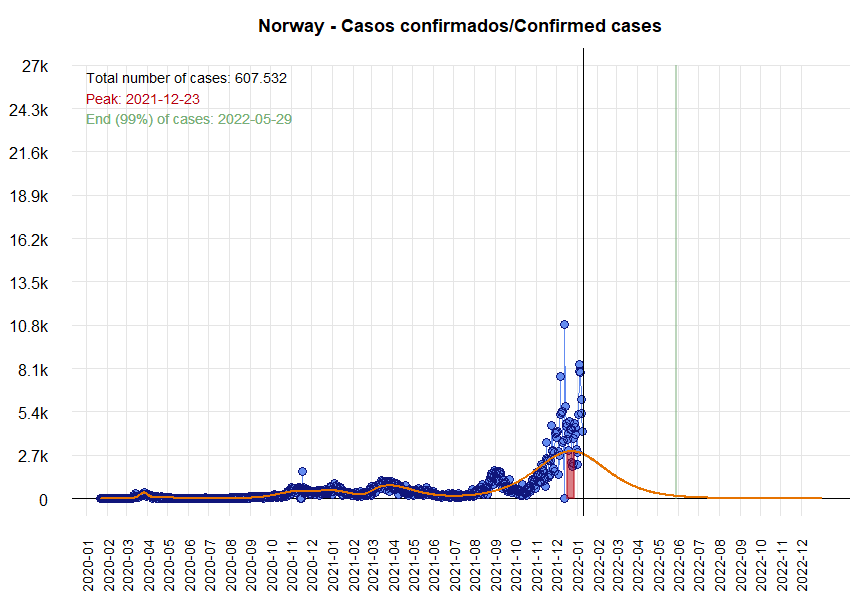 Norway - Casos confirmados/Confirmed cases
27k
Total number of cases: 607.532
Peak: 2021-12-23
End (99%) of cases: 2022-05-29
24.3k
21.6k
18.9k
16.2k
13.5k
10.8k
8.1k
5.4k
2.7k
0
2020-01
2020-02
2020-03
2020-04
2020-05
2020-06
2020-07
2020-08
2020-09
2020-10
2020-11
2020-12
2021-01
2021-02
2021-03
2021-04
2021-05
2021-06
2021-07
2021-08
2021-09
2021-10
2021-11
2021-12
2022-01
2022-02
2022-03
2022-04
2022-05
2022-06
2022-07
2022-08
2022-09
2022-10
2022-11
2022-12